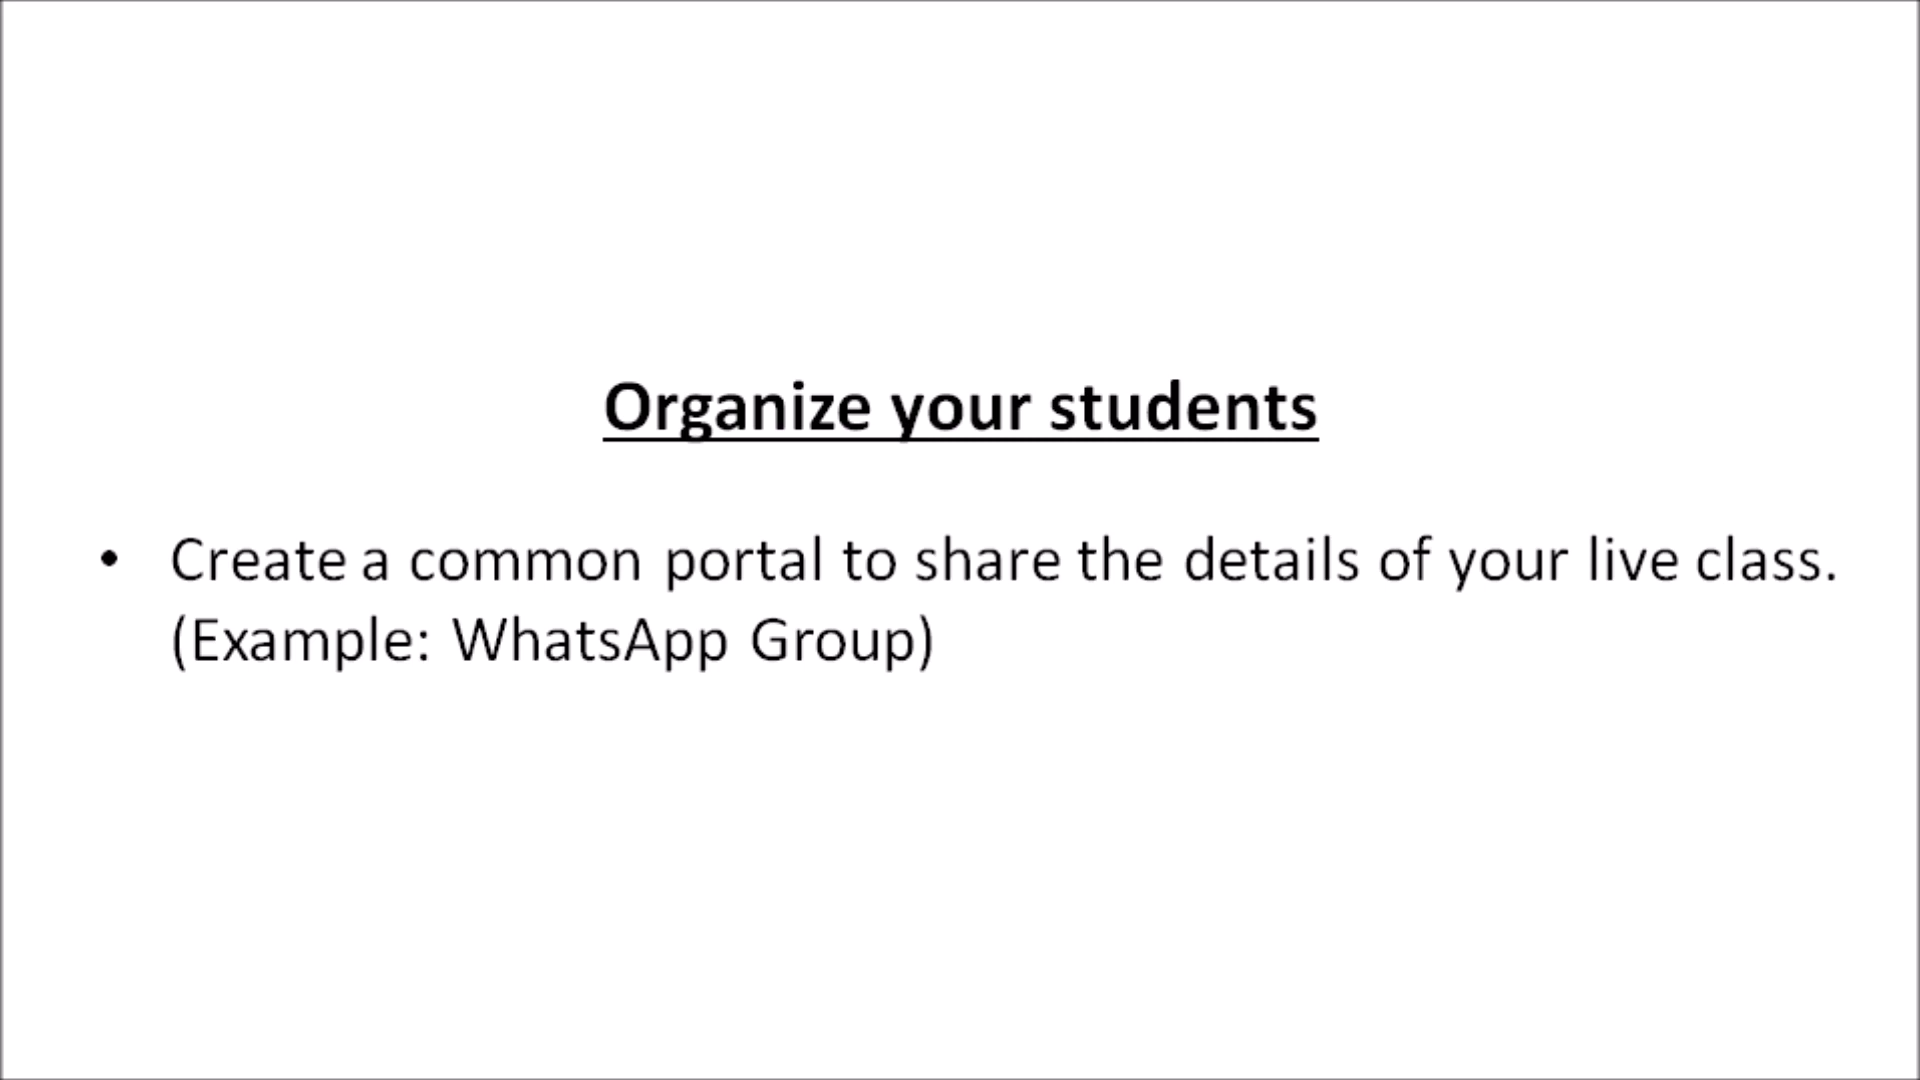 Organize your students
• Create a common portal to share the details of your live class.
(Example: WhatsApp Group)